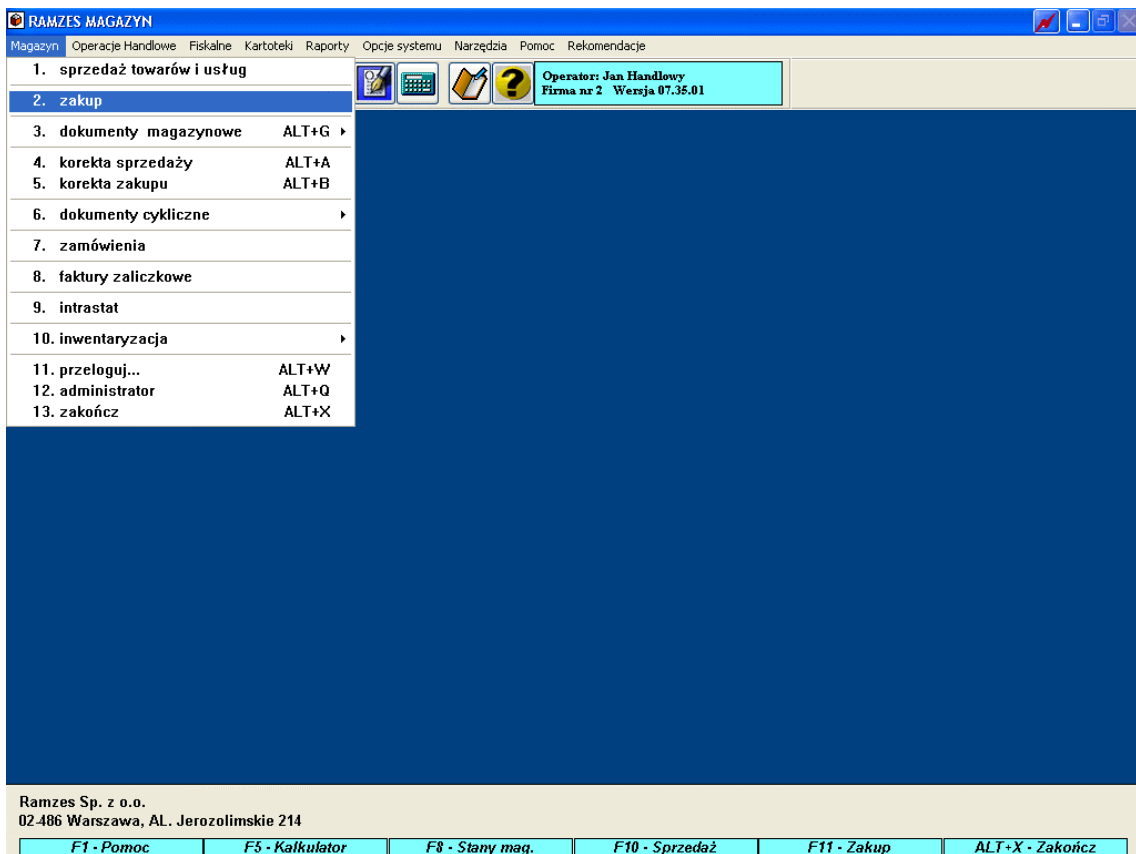 RAMZES MAGAZYN
Magazyn Operacje Handlowe Fiskalne Kartoteki Raporty Opcje systemu Narzędzia Pomoc Rekomendacje
1. sprzedaż towarów i usług
2. zakup
3. dokumenty magazynowe ALT+G
4. korekta sprzedaży ALT+A
5. korekta zakupu ALT+B
6. dokumenty cykliczne
7. zamówienia
8. faktury zaliczkowe
9. intrastat
10. inwentaryzacja
11. przeloguj... ALT+W
12. administrator ALT+Q
13. zakończ ALT+X
Operator: Jan Handlowy
Firma nr 2 Wersja 07.35.01
Ramzes Sp. z o.o.
02-486 Warszawa, AL. Jerozolimskie 214
F1 - Pomoc F5 - Kalkulator F8 - Stany mag. F10 - Sprzedaż F11 - Zakup ALT+X - Zakończ